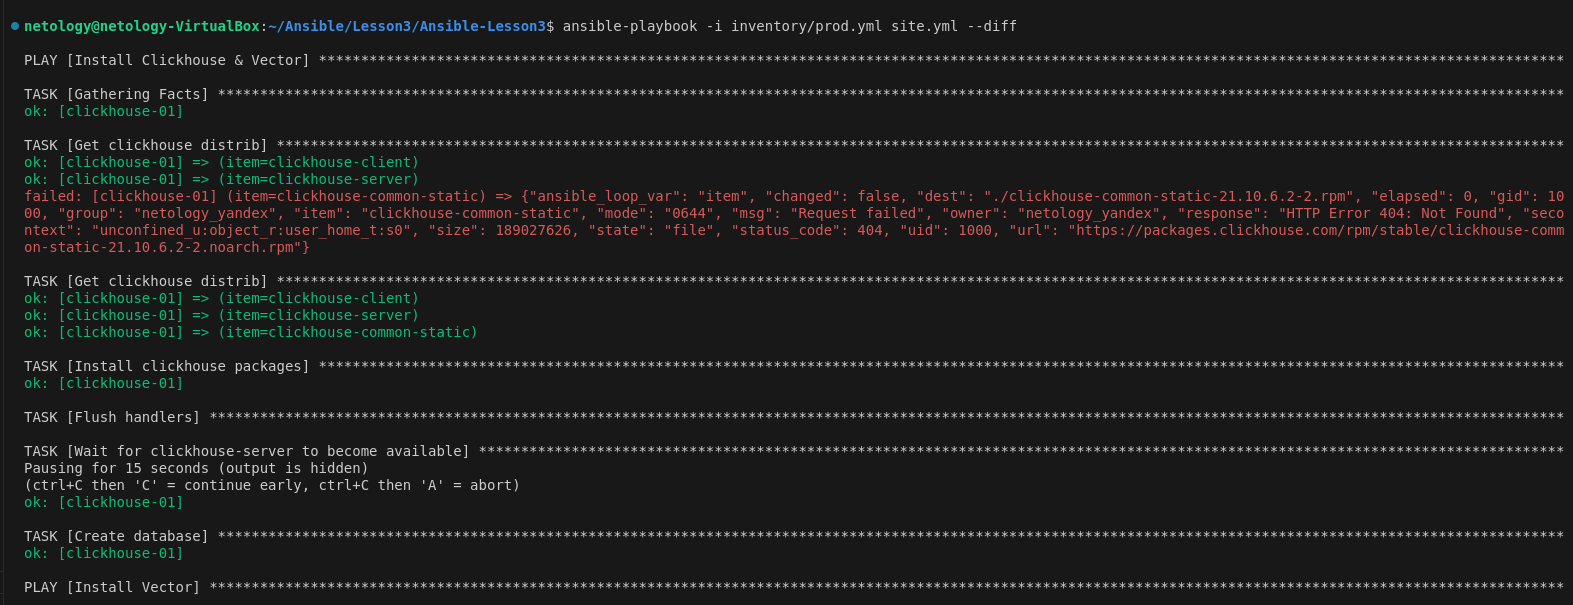 netology@netology-VirtualBox:~/Ansible/Lesson3/Ansible-Lesson3$ ansible-playbook -i inventory/prod.yml site.yml --diff
PLAY [Install Clickhouse & Vector] ****************************************************************************************************************************************************
TASK [Gathering Facts] ****************************************************************************************************************************************************************
ok: [clickhouse-01]
TASK [Get clickhouse distrib] *********************************************************************************************************************************************************
ok: [clickhouse-01] => (item=clickhouse-client)
ok: [clickhouse-01] => (item=clickhouse-server)
failed: [clickhouse-01] (item=clickhouse-common-static) => {"ansible_loop_var": "item", "changed": false, "dest": "./clickhouse-common-static-21.10.6.2-2.rpm", "elapsed": 0, "gid": 10
00, "group": "netology_yandex", "item": "clickhouse-common-static", "mode": "0644", "msg": "Request failed", "owner": "netology_yandex", "response": "HTTP Error 404: Not Found", "seco
ntext": "unconfined_u:object_r:user_home_t:s0", "size": 189027626, "state": "file", "status_code": 404, "uid": 1000, "url": "https://packages.clickhouse.com/rpm/stable/clickhouse-comm
on-static-21.10.6.2-2.noarch.rpm"}
TASK [Get clickhouse distrib] *********************************************************************************************************************************************************
ok: [clickhouse-01] => (item=clickhouse-client)
ok: [clickhouse-01] => (item=clickhouse-server)
ok: [clickhouse-01] => (item=clickhouse-common-static)
TASK [Install clickhouse packages] ****************************************************************************************************************************************************
ok: [clickhouse-01]
TASK [Flush handlers] *****************************************************************************************************************************************************************
TASK [Wait for clickhouse-server to become available] *********************************************************************************************************************************
Pausing for 15 seconds (output is hidden)
(ctrl+C then 'C' = continue early, ctrl+C then 'A' = abort)
ok: [clickhouse-01]
TASK [Create database] ****************************************************************************************************************************************************************
ok: [clickhouse-01]
PLAY [Install Vector] *****************************************************************************************************************************************************************